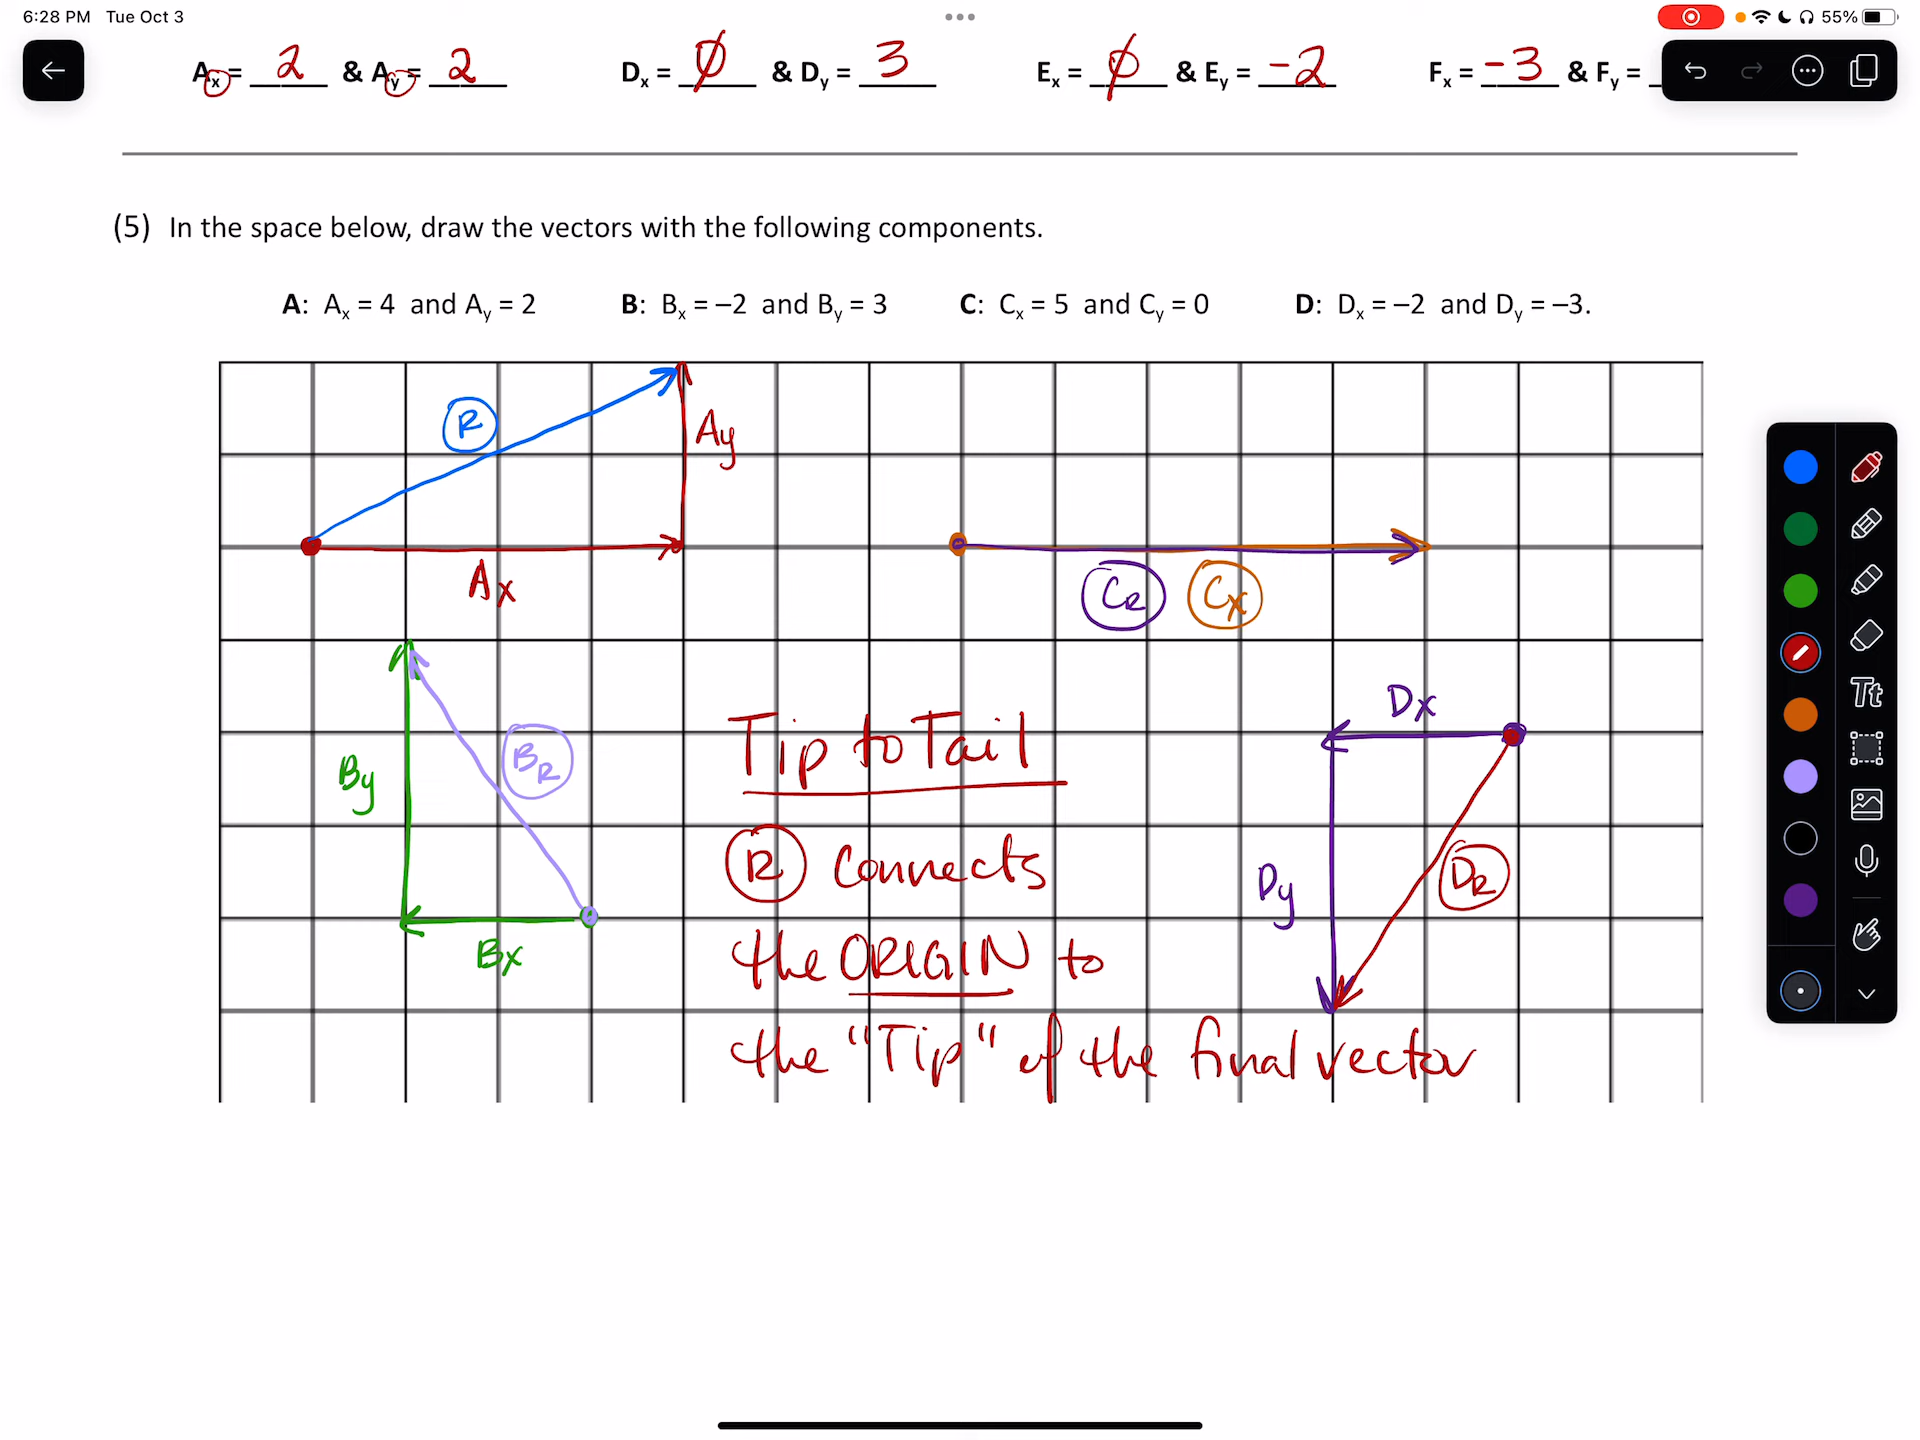 6:28 PM Tue Oct 3
55%
Ax = 2 & Ay = 2 Dx = 0 & Dy = 3 Ex = 0 & Ey = -2 Fx = -3 & Fy = _
(5) In the space below, draw the vectors with the following components.
A: Ax = 4 and Ay = 2 B: Bx = –2 and By = 3 C: Cx = 5 and Cy = 0 D: Dx = –2 and Dy = –3.
R
Ay
Ax
CR Cx
Dx
By
BR
Tip to Tail
R connects
Dy
DR
Bx
the ORIGIN to
the "Tip" of the final vector
Tt